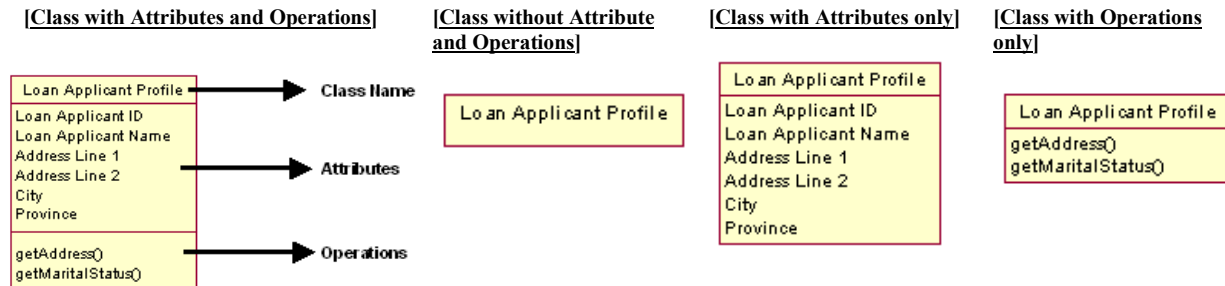 [Class with Attributes and Operations]
Loan Applicant Profile
Class Name
Loan Applicant ID
Loan Applicant Name
Address Line 1
Address Line 2
City
Province
Attributes
getAddress()
getMaritalStatus()
Operations
[Class without Attribute
and Operations]
Loan Applicant Profile
[Class with Attributes only]
Loan Applicant Profile
Loan Applicant ID
Loan Applicant Name
Address Line 1
Address Line 2
City
Province
[Class with Operations
only]
Loan Applicant Profile
getAddress()
getMaritalStatus()